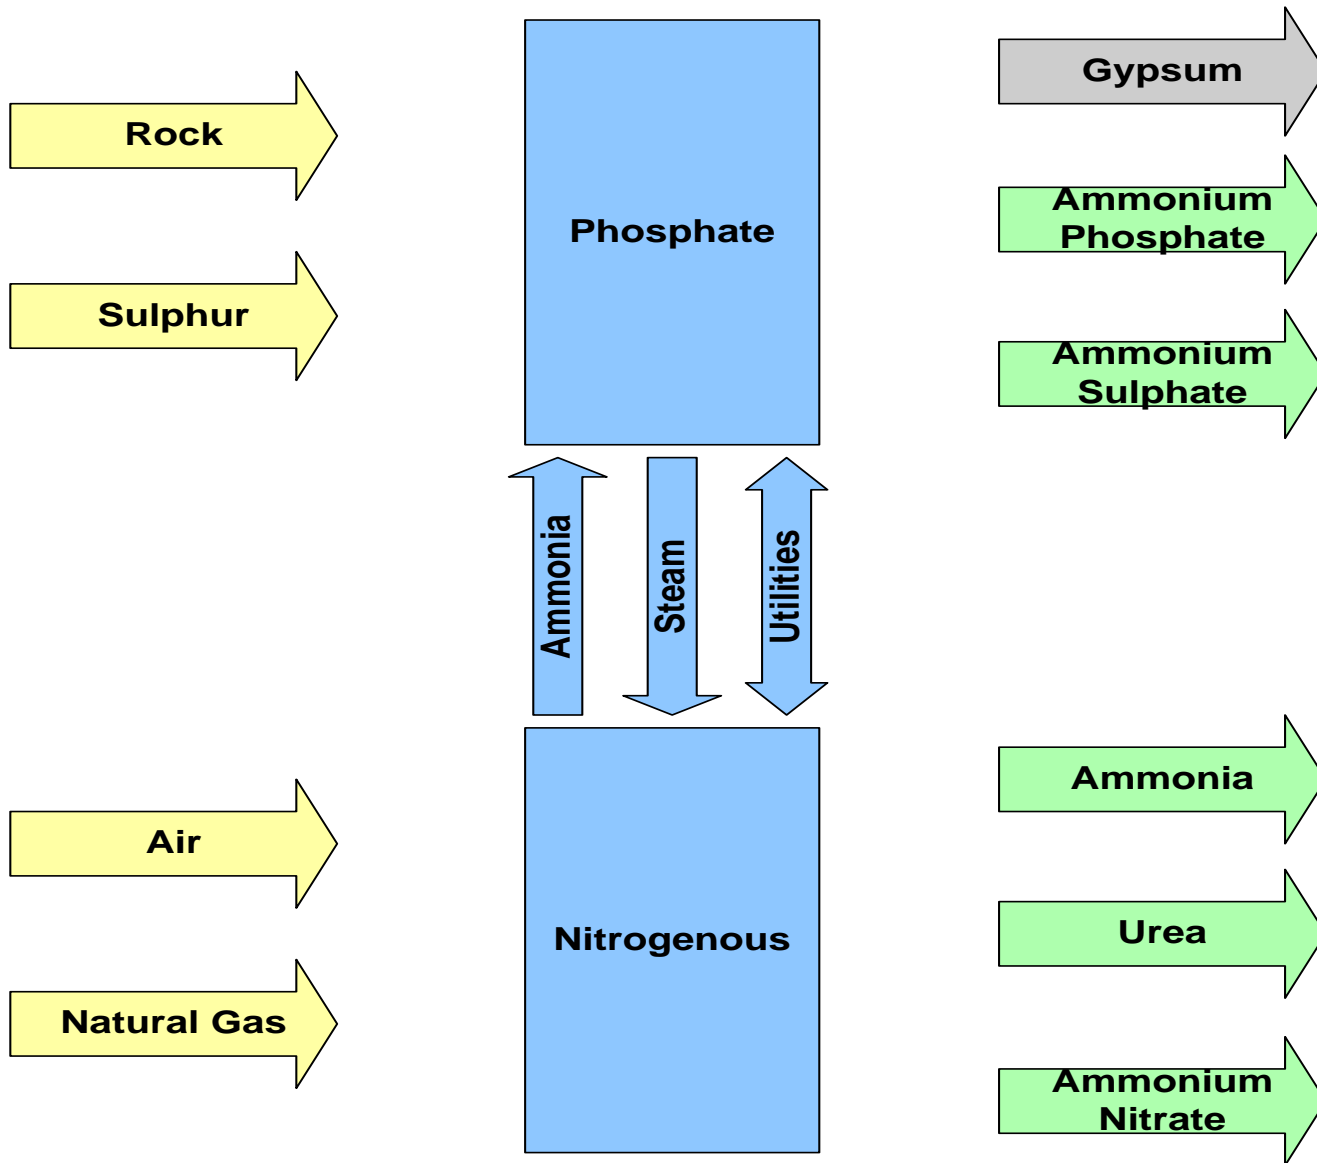 Gypsum
Rock
Ammonium
Phosphate
Phosphate
Sulphur
Ammonium
Sulphate
Ammonia
Steam
Utilities
Ammonia
Air
Urea
Nitrogenous
Natural Gas
Ammonium
Nitrate